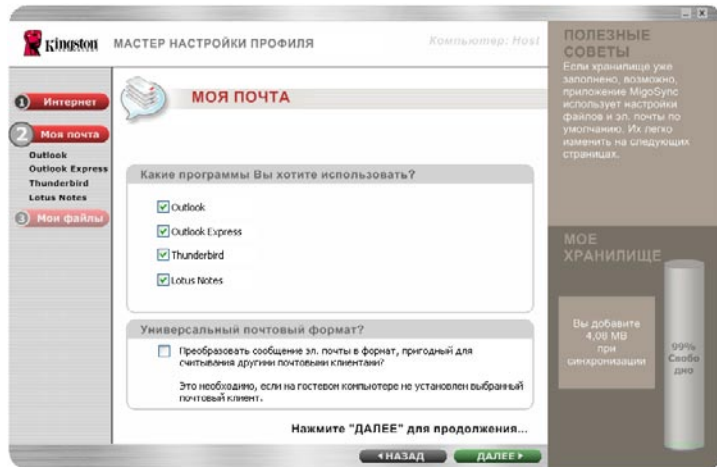 Kingston
TECHNOLOGY
МАСТЕР НАСТРОЙКИ ПРОФИЛЯ
Компьютер: Host
1 Интернет
2 Моя почта
Outlook
Outlook Express
Thunderbird
Lotus Notes
3 Мои файлы
МОЯ ПОЧТА
Какие программы Вы хотите использовать?
Outlook
Outlook Express
Thunderbird
Lotus Notes
Универсальный почтовый формат?
Преобразовать сообщение эл. почты в формат, пригодный для
считывания другими почтовыми клиентами?
Это необходимо, если на гостевом компьютере не установлен выбранный
почтовый клиент.
Нажмите "ДАЛЕЕ" для продолжения...
НАЗАД
ДАЛЕЕ
ПОЛЕЗНЫЕ
СОВЕТЫ
Если хранилище уже
заполнено, возможно,
приложение MigoSync
использует настройки
файлов и эл. почты по
умолчанию. Их легко
изменить на следующих
страницах.
МОЕ
ХРАНИЛИЩЕ
Вы добавите
4,08 MB
при
синхронизации
99%
Свобо
дно